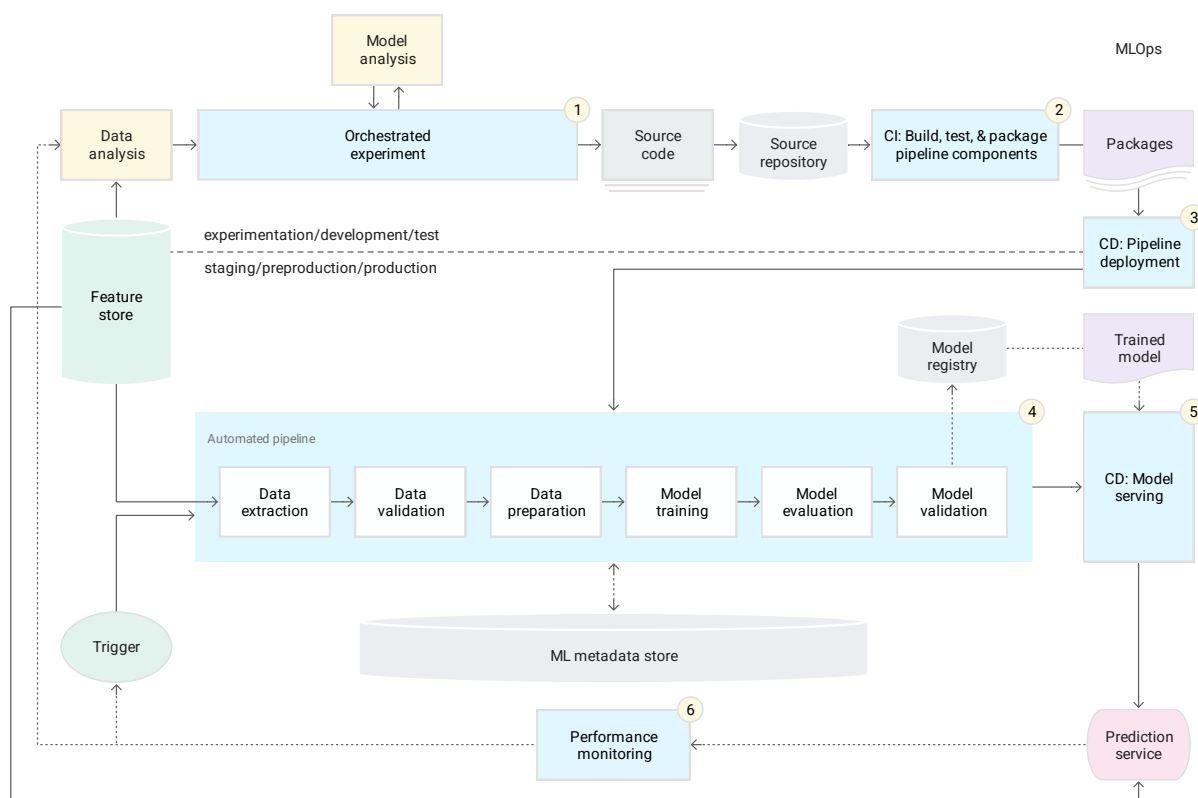 MLOps
Model
analysis
1
2
Data
analysis
Orchestrated
experiment
Source
code
Source
repository
CI: Build, test, & package
pipeline components
Packages
3
experimentation/development/test
staging/preproduction/production
CD: Pipeline
deployment
Feature
store
Model
registry
Trained
model
4
5
Automated pipeline
Data
extraction
Data
validation
Data
preparation
Model
training
Model
evaluation
Model
validation
CD: Model
serving
Trigger
ML metadata store
6
Performance
monitoring
Prediction
service